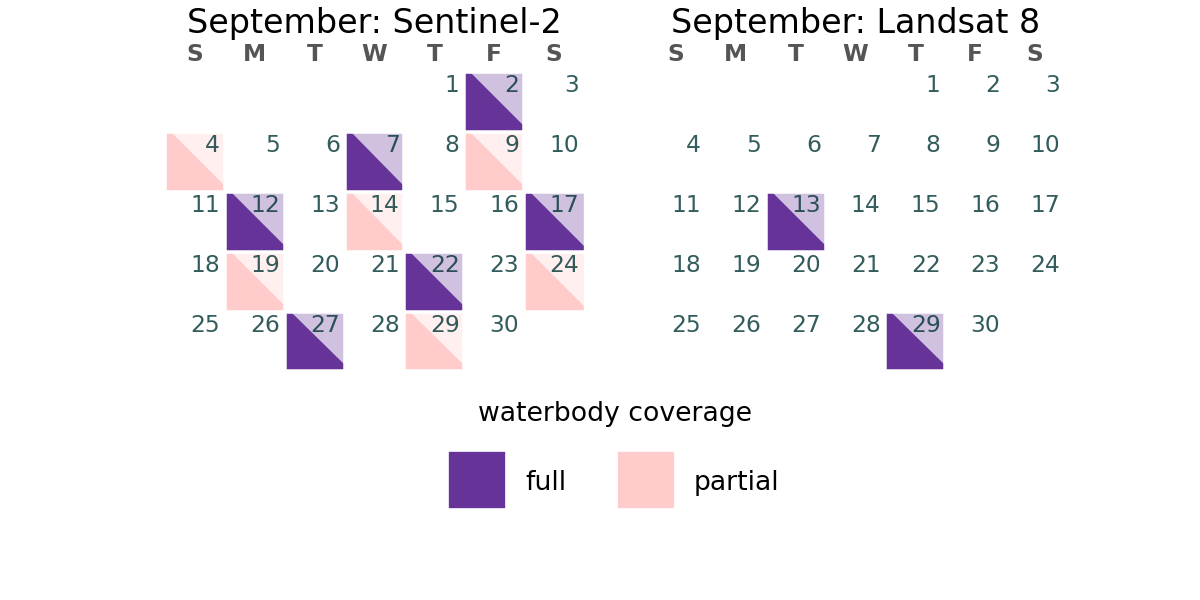 September: Sentinel-2
S M T W T F S
1 2 3
4 5 6 7 8 9 10
11 12 13 14 15 16 17
18 19 20 21 22 23 24
25 26 27 28 29 30
September: Landsat 8
S M T W T F S
1 2 3
4 5 6 7 8 9 10
11 12 13 14 15 16 17
18 19 20 21 22 23 24
25 26 27 28 29 30
waterbody coverage
full
partial